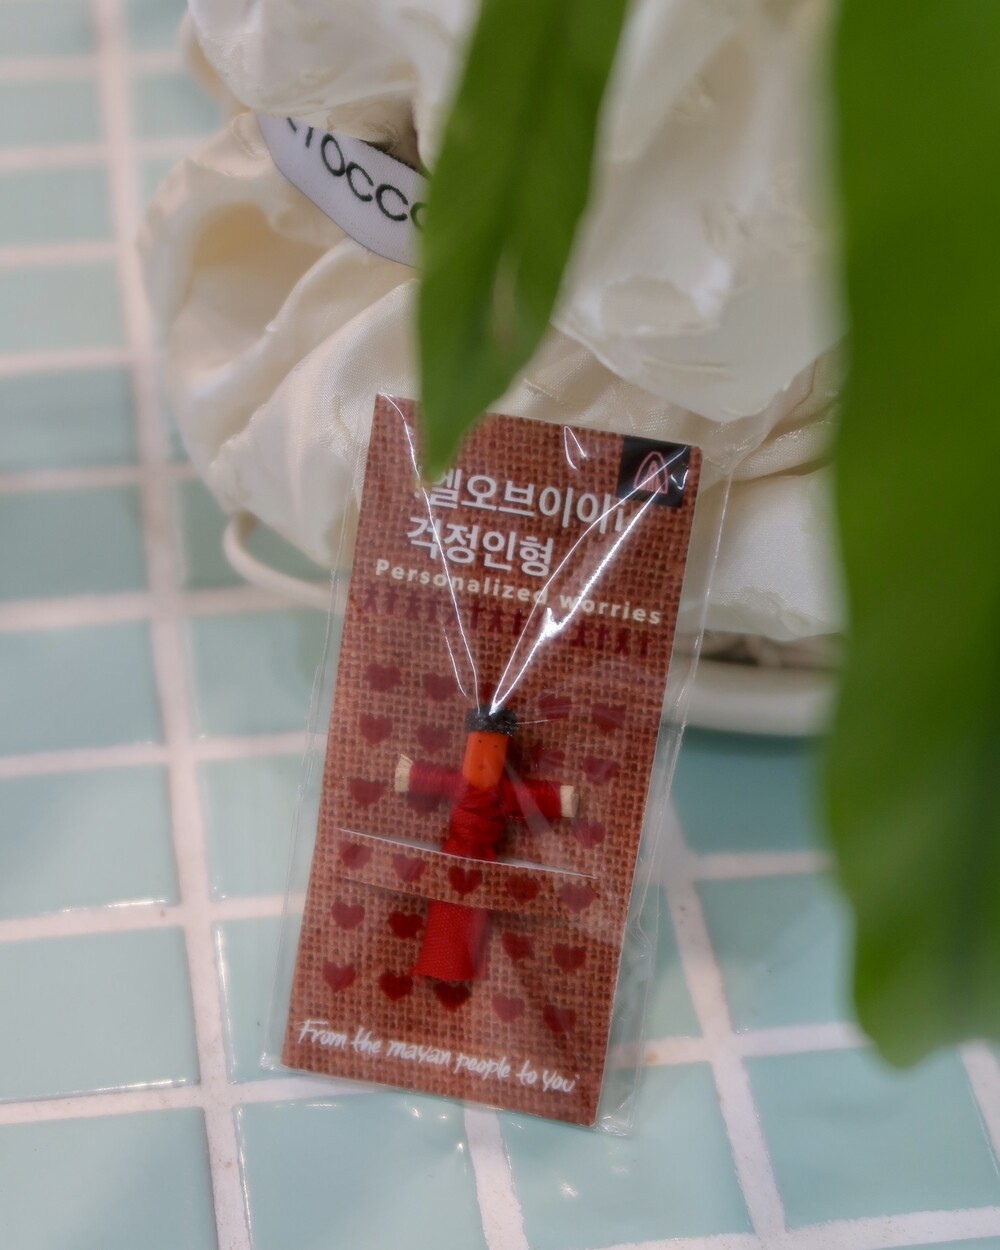 걱정인형
Personalized worries
From the mayan people to you